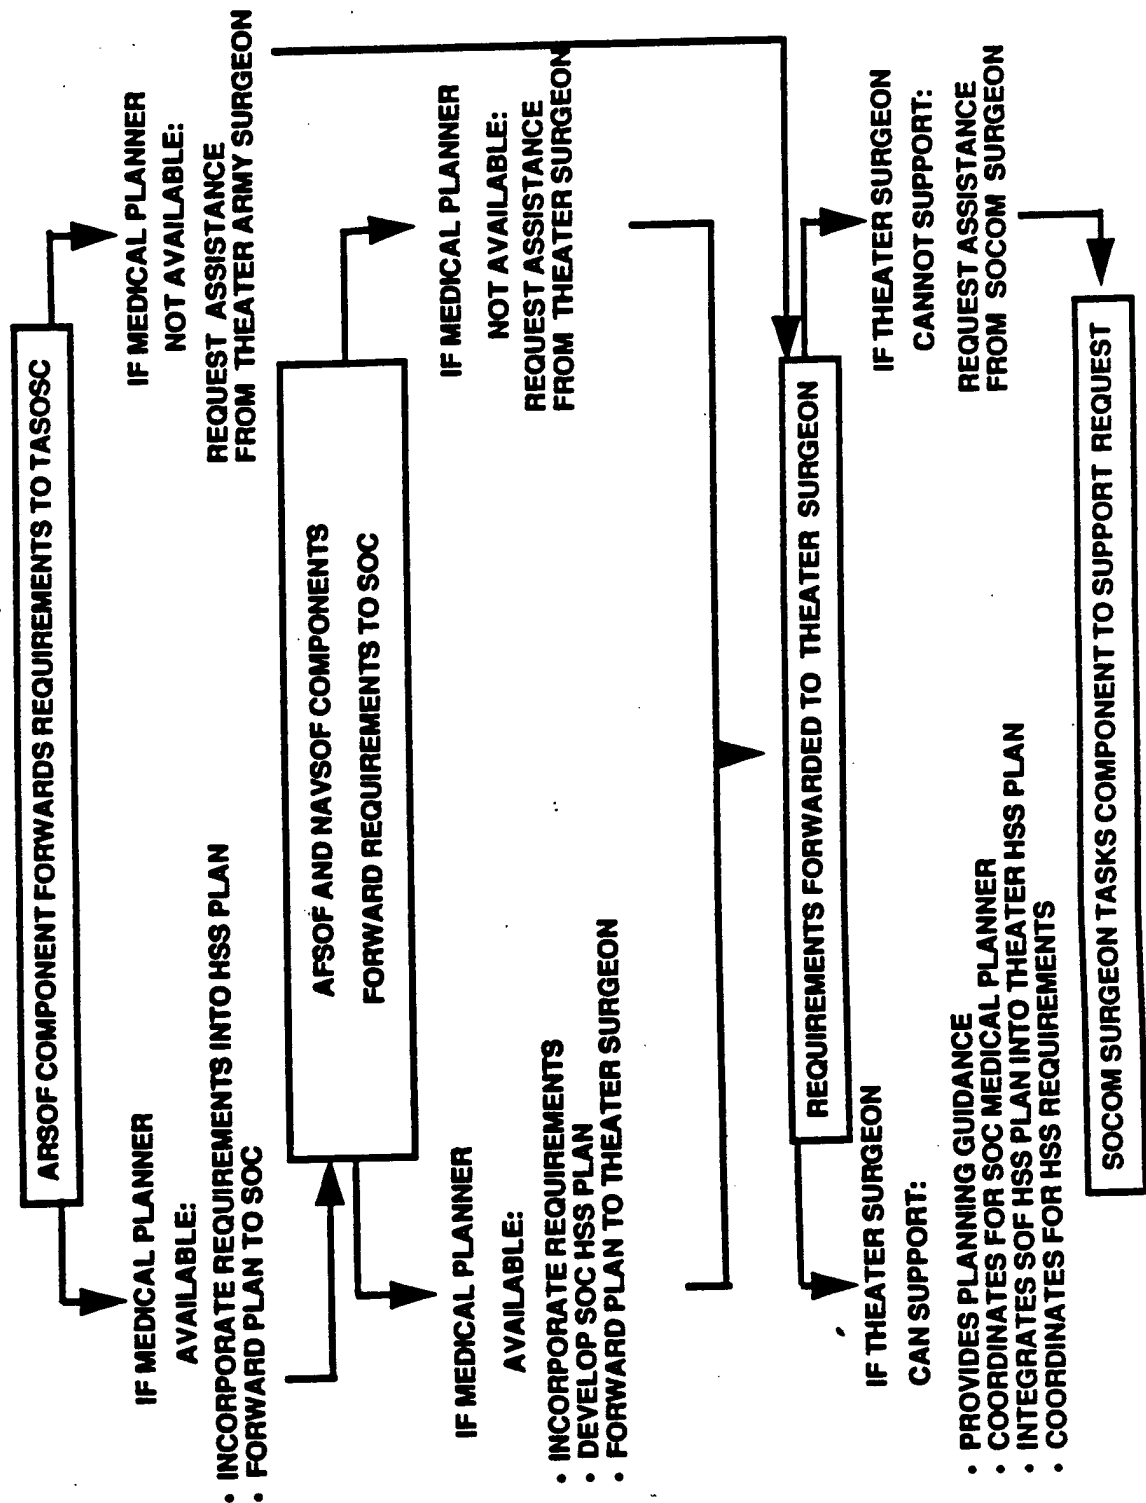 ARSOF COMPONENT FORWARDS REQUIREMENTS TO TASOSC
IF MEDICAL PLANNER
AVAILABLE:
• INCORPORATE REQUIREMENTS INTO HSS PLAN
• FORWARD PLAN TO SOC
IF MEDICAL PLANNER
NOT AVAILABLE:
REQUEST ASSISTANCE
FROM THEATER ARMY SURGEON
AFSOF AND NAVSOF COMPONENTS
FORWARD REQUIREMENTS TO SOC
IF MEDICAL PLANNER
AVAILABLE:
• INCORPORATE REQUIREMENTS
• DEVELOP SOC HSS PLAN
• FORWARD PLAN TO THEATER SURGEON
IF MEDICAL PLANNER
NOT AVAILABLE:
REQUEST ASSISTANCE
FROM THEATER SURGEON
REQUIREMENTS FORWARDED TO THEATER SURGEON
IF THEATER SURGEON
CAN SUPPORT:
• PROVIDES PLANNING GUIDANCE
• COORDINATES FOR SOC MEDICAL PLANNER
• INTEGRATES SOF HSS PLAN INTO THEATER HSS PLAN
• COORDINATES FOR HSS REQUIREMENTS
IF THEATER SURGEON
CANNOT SUPPORT:
REQUEST ASSISTANCE
FROM SOCOM SURGEON
SOCOM SURGEON TASKS COMPONENT TO SUPPORT REQUEST